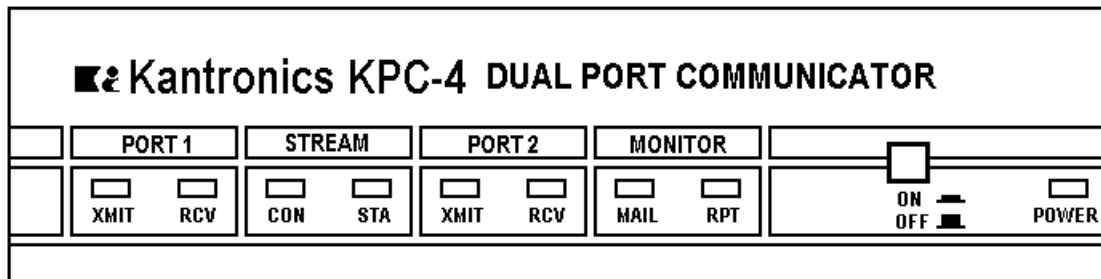 Kantronics KPC-4 DUAL PORT COMMUNICATOR
PORT 1 STREAM PORT 2 MONITOR
XMIT RCV CON STA XMIT RCV MAIL RPT ON POWER
OFF